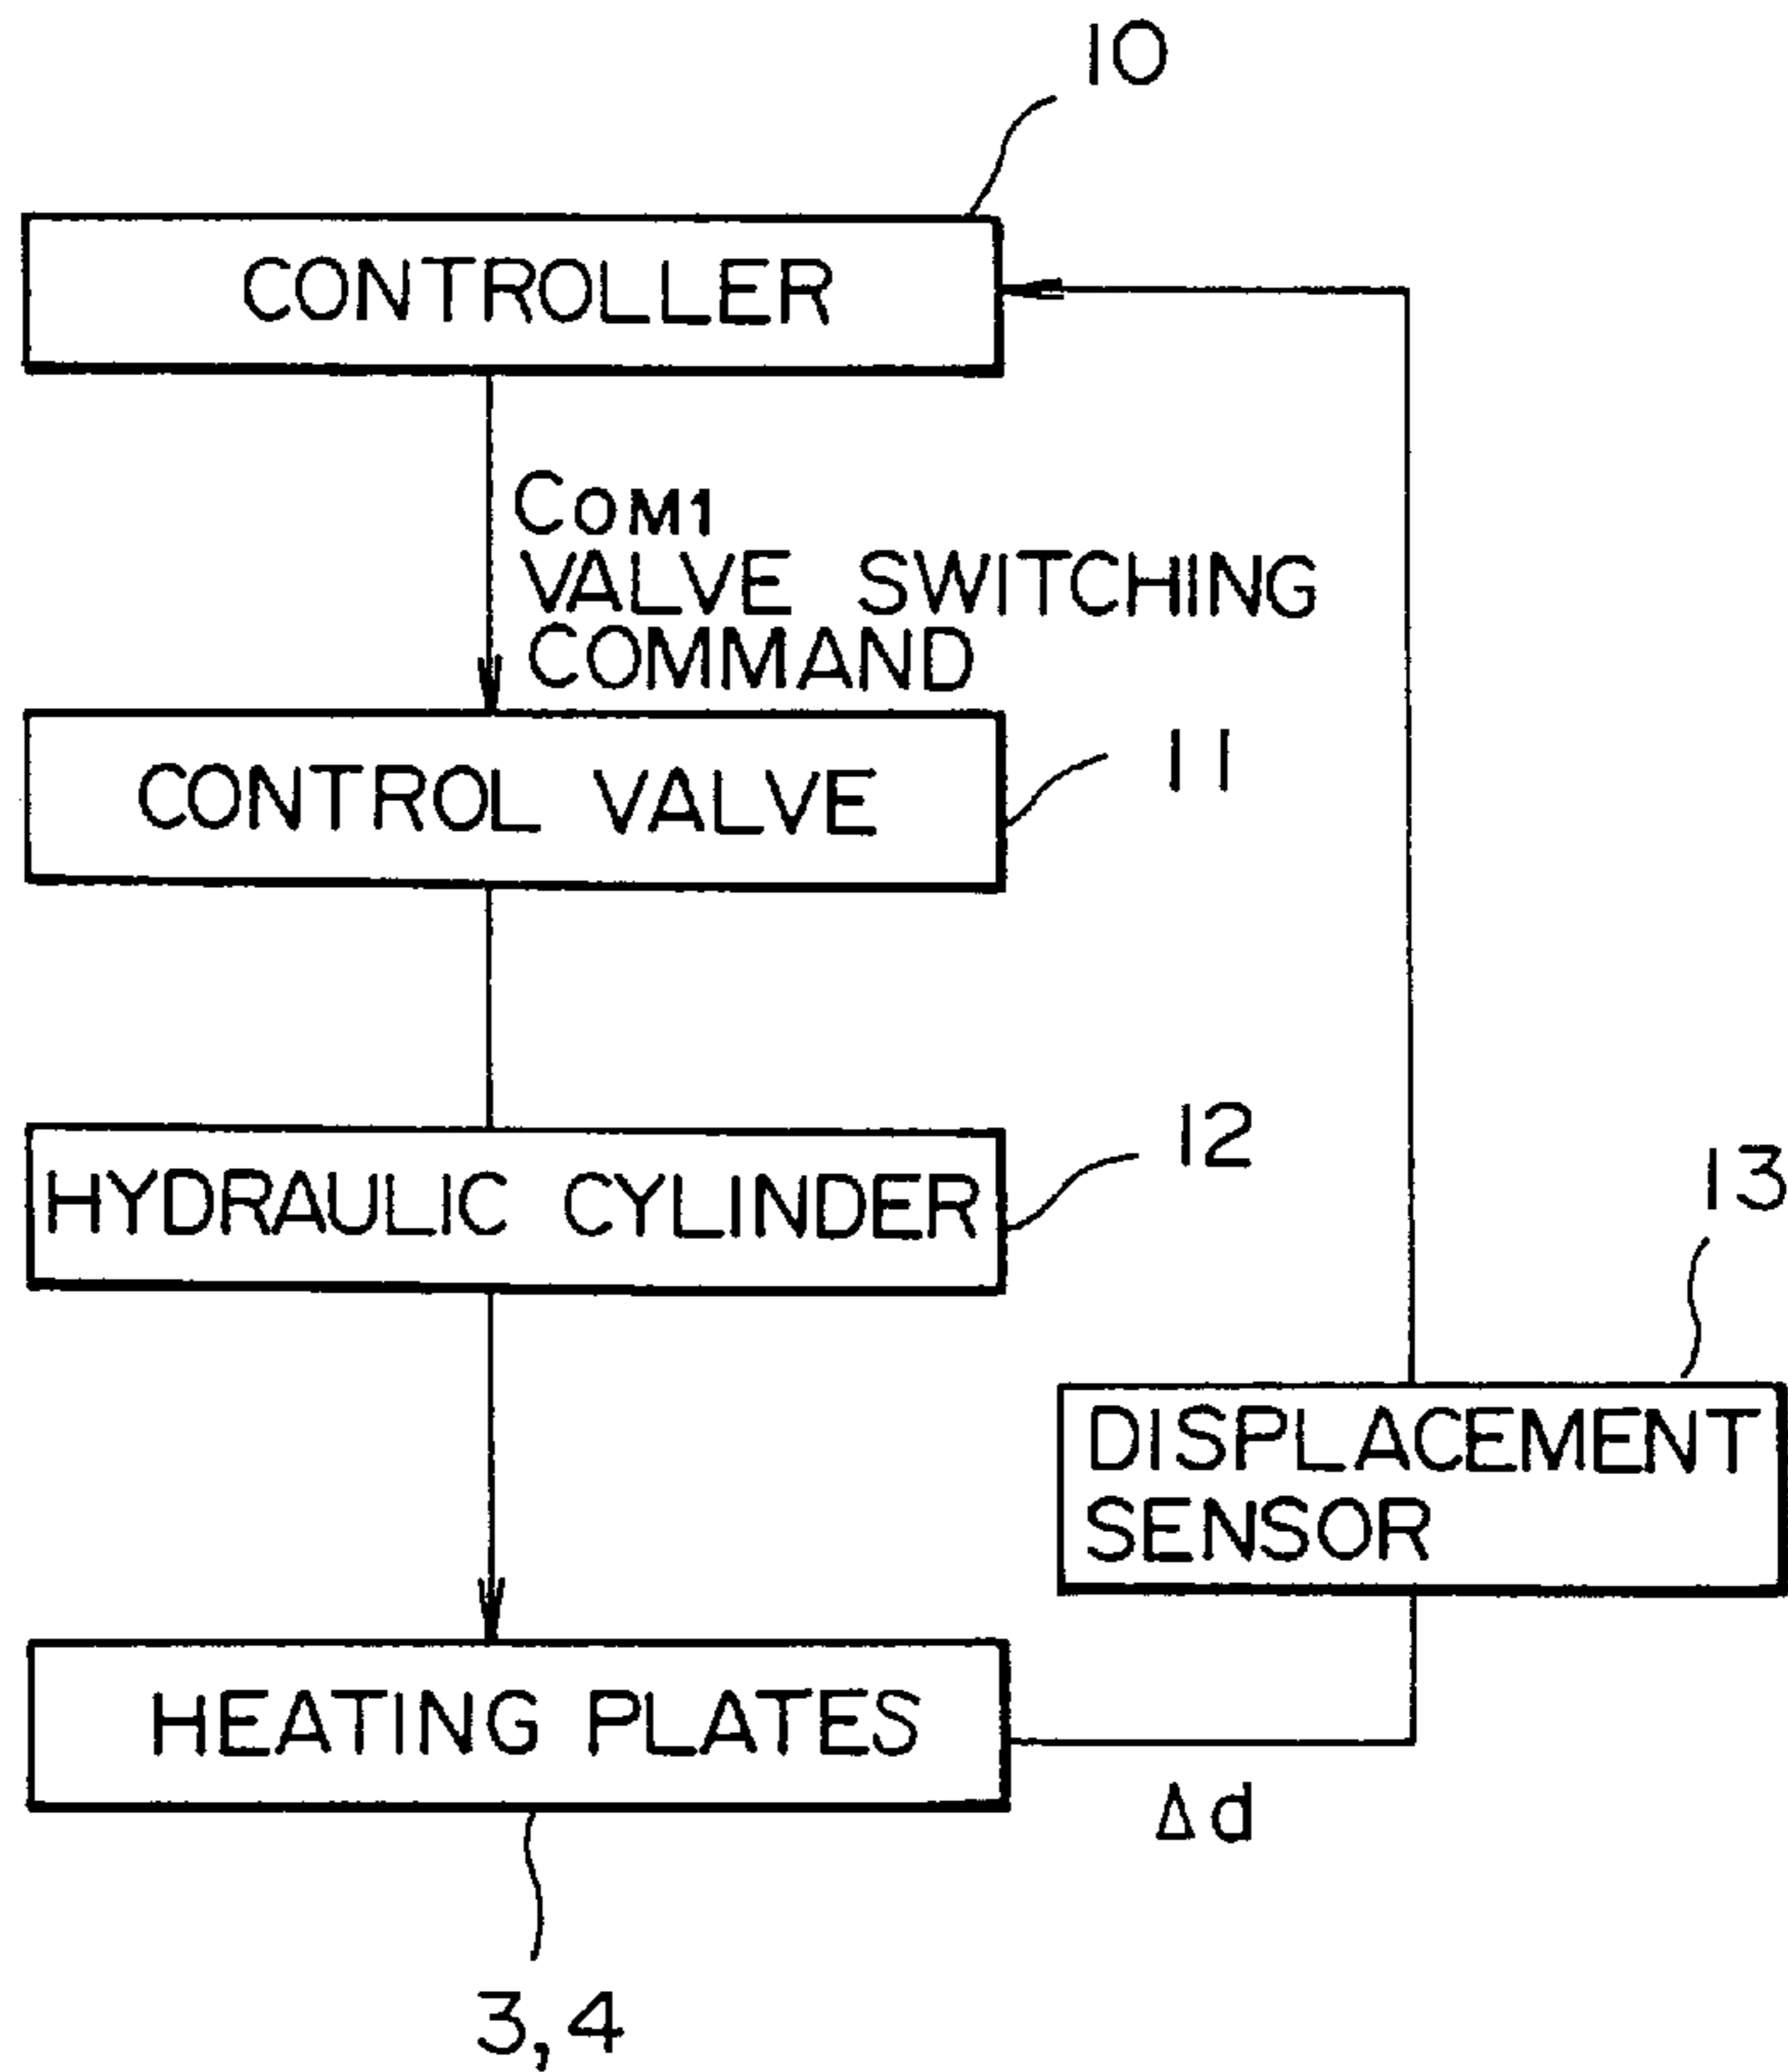 10
CONTROLLER
COM1
VALVE SWITCHING
COMMAND
CONTROL VALVE
11
HYDRAULIC CYLINDER
12
13
DISPLACEMENT
SENSOR
HEATING PLATES
Δd
3,4